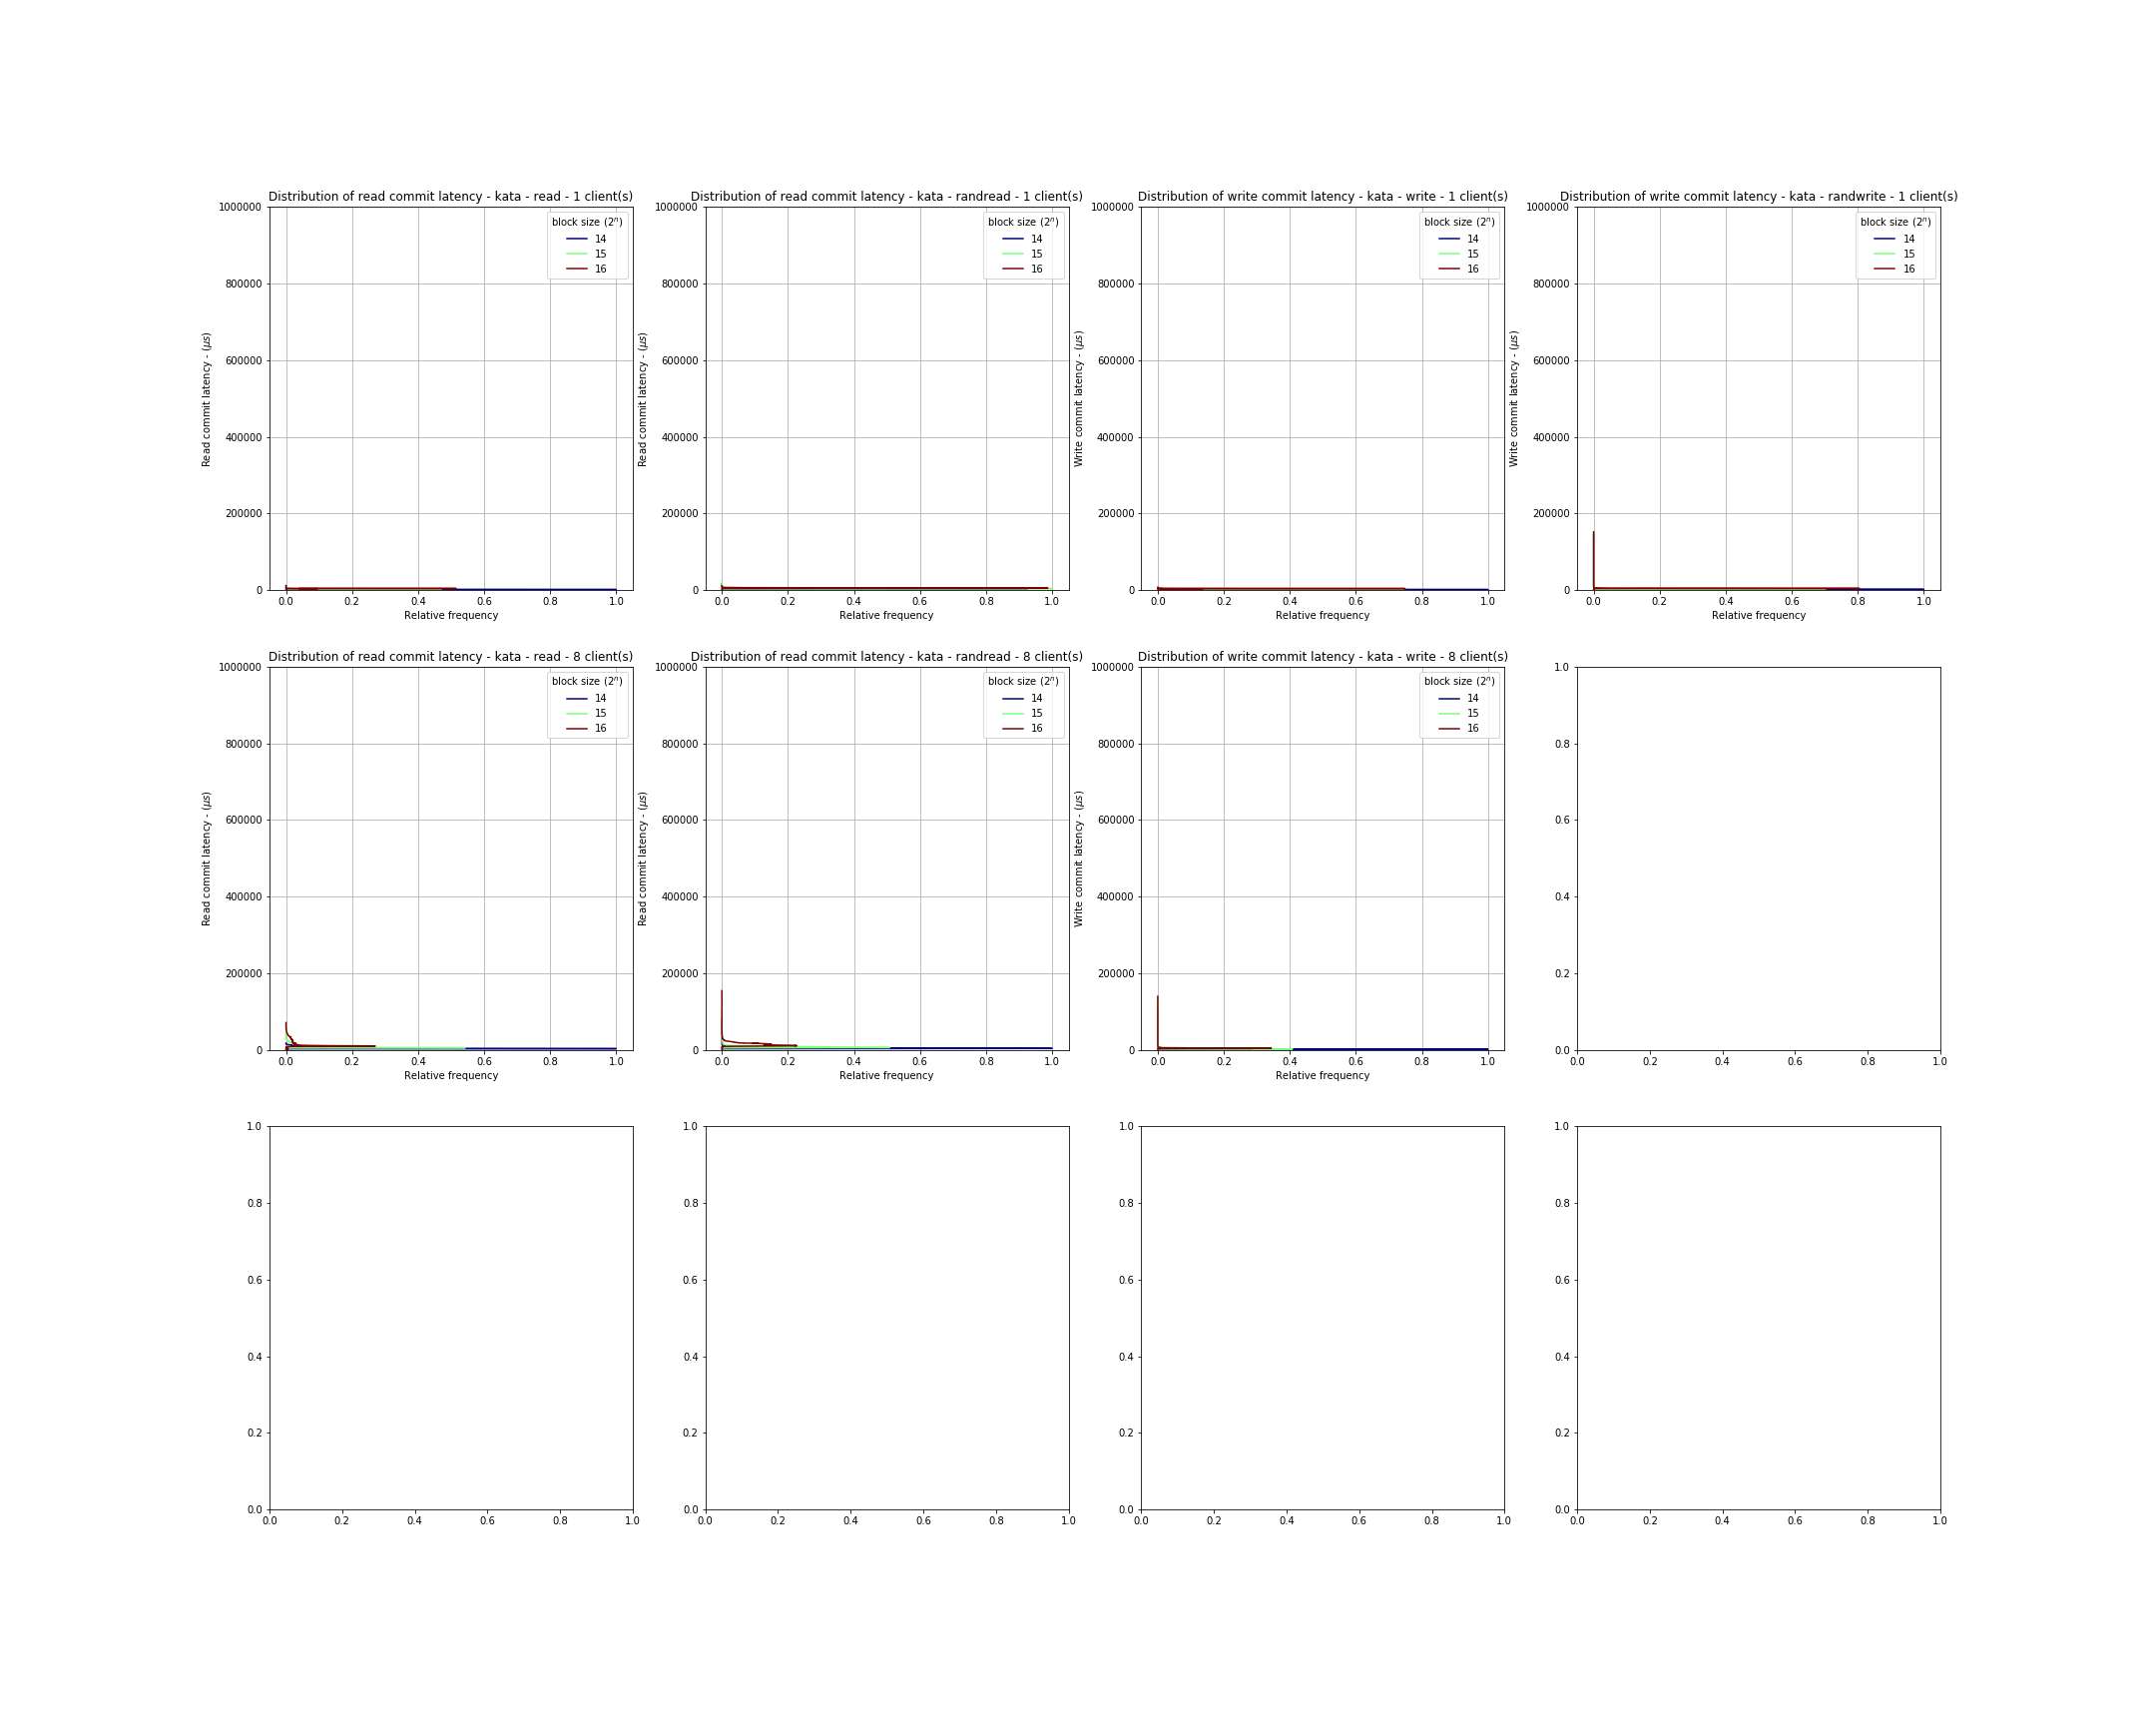 Distribution of read commit latency - kata - read - 1 client(s)
1000000
800000
600000
400000
200000
0
Read commit latency - (μs)
block size (2^n)
14
15
16
0.0 0.2 0.4 0.6 0.8 1.0
Relative frequency
Distribution of read commit latency - kata - randread - 1 client(s)
1000000
800000
600000
400000
200000
0
Read commit latency - (μs)
block size (2^n)
14
15
16
0.0 0.2 0.4 0.6 0.8 1.0
Relative frequency
Distribution of write commit latency - kata - write - 1 client(s)
1000000
800000
600000
400000
200000
0
Write commit latency - (μs)
block size (2^n)
14
15
16
0.0 0.2 0.4 0.6 0.8 1.0
Relative frequency
Distribution of write commit latency - kata - randwrite - 1 client(s)
1000000
800000
600000
400000
200000
0
Write commit latency - (μs)
block size (2^n)
14
15
16
0.0 0.2 0.4 0.6 0.8 1.0
Relative frequency
Distribution of read commit latency - kata - read - 8 client(s)
1000000
800000
600000
400000
200000
0
Read commit latency - (μs)
block size (2^n)
14
15
16
0.0 0.2 0.4 0.6 0.8 1.0
Relative frequency
Distribution of read commit latency - kata - randread - 8 client(s)
1000000
800000
600000
400000
200000
0
Read commit latency - (μs)
block size (2^n)
14
15
16
0.0 0.2 0.4 0.6 0.8 1.0
Relative frequency
Distribution of write commit latency - kata - write - 8 client(s)
1000000
800000
600000
400000
200000
0
Write commit latency - (μs)
block size (2^n)
14
15
16
0.0 0.2 0.4 0.6 0.8 1.0
Relative frequency
1.0
0.8
0.6
0.4
0.2
0.0
0.0 0.2 0.4 0.6 0.8 1.0
1.0
0.8
0.6
0.4
0.2
0.0
0.0 0.2 0.4 0.6 0.8 1.0
1.0
0.8
0.6
0.4
0.2
0.0
0.0 0.2 0.4 0.6 0.8 1.0
1.0
0.8
0.6
0.4
0.2
0.0
0.0 0.2 0.4 0.6 0.8 1.0
1.0
0.8
0.6
0.4
0.2
0.0
0.0 0.2 0.4 0.6 0.8 1.0